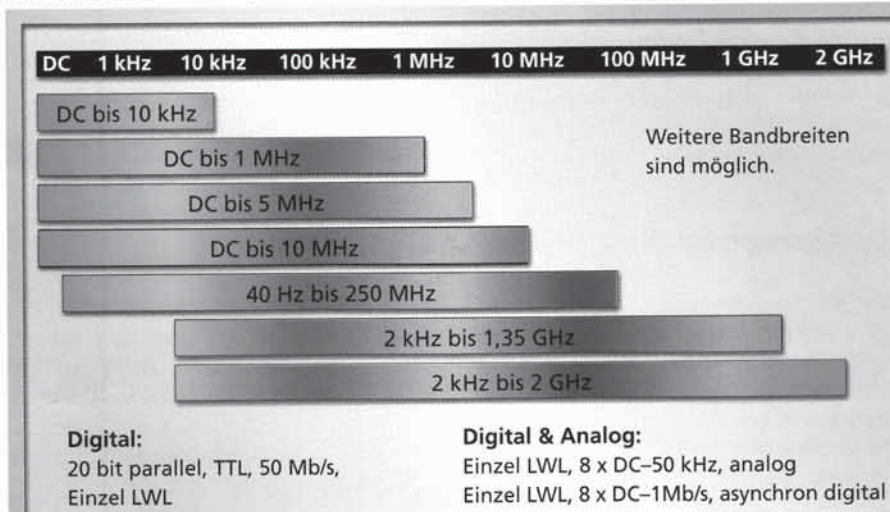 DC 1 kHz 10 kHz 100 kHz 1 MHz 10 MHz 100 MHz 1 GHz 2 GHz
DC bis 10 kHz
Weitere Bandbreiten
sind möglich.
DC bis 1 MHz
DC bis 5 MHz
DC bis 10 MHz
40 Hz bis 250 MHz
2 kHz bis 1,35 GHz
2 kHz bis 2 GHz
Digital:
20 bit parallel, TTL, 50 Mb/s,
Einzel LWL
Digital & Analog:
Einzel LWL, 8 x DC–50 kHz, analog
Einzel LWL, 8 x DC–1Mb/s, asynchron digital